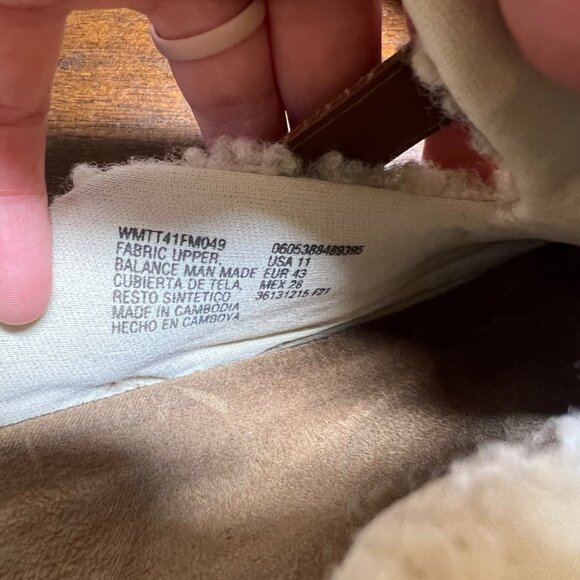 WMTT41FM049 0605388489395
FABRIC UPPER, USA 11
BALANCE MAN MADE EUR 43
CUBIERTA DE TELA, MEX 28
RESTO SINTETICO 36131215 F21
MADE IN CAMBODIA
HECHO EN CAMBOYA